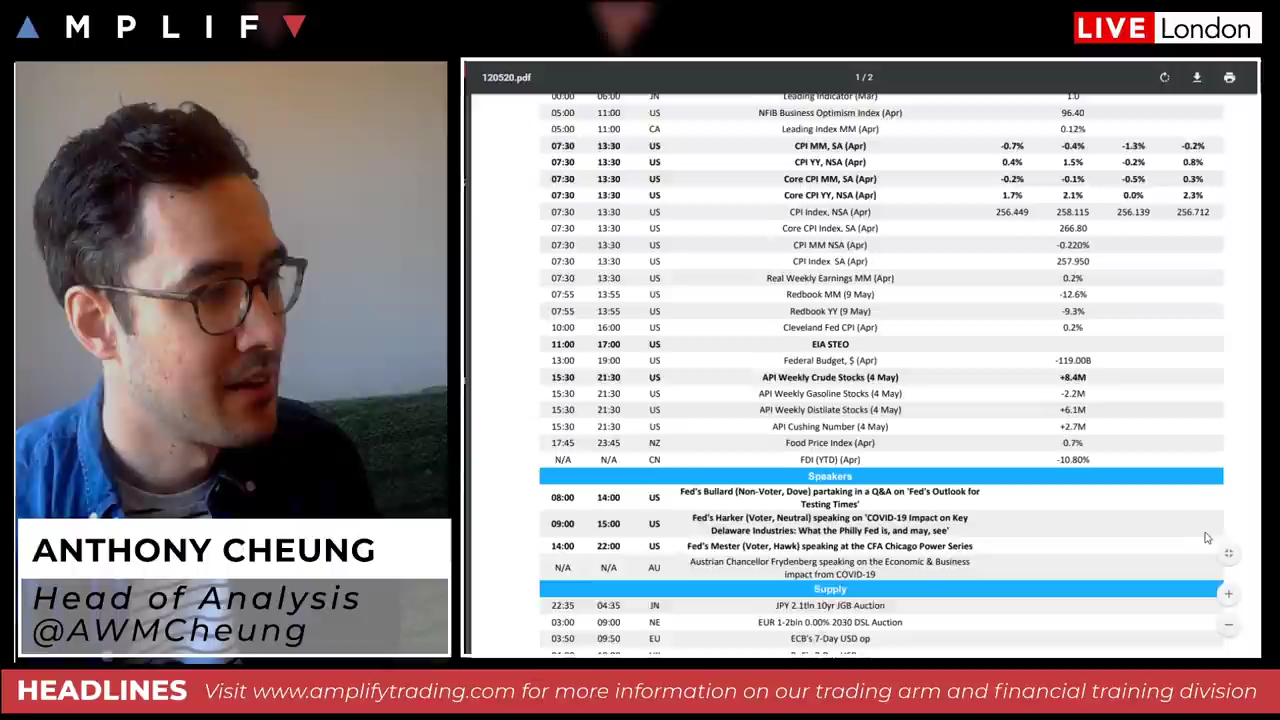 AMPLIFY
LIVE London
120520.pdf 1 / 2
00:00 06:00 JN Leading Indicator (Mar) 1.0
05:00 11:00 US NFIB Business Optimism Index (Apr) 96.40
05:00 11:00 CA Leading Index MM (Apr) 0.12%
07:30 13:30 US CPI MM, SA (Apr) -0.7% -0.4% -1.3% -0.2%
07:30 13:30 US CPI YY, NSA (Apr) 0.4% 1.5% -0.2% 0.8%
07:30 13:30 US Core CPI MM, SA (Apr) -0.2% -0.1% -0.5% 0.3%
07:30 13:30 US Core CPI YY, NSA (Apr) 1.7% 2.1% 0.0% 2.3%
07:30 13:30 US CPI Index, NSA (Apr) 256.449 258.115 256.139 256.712
07:30 13:30 US Core CPI Index, SA (Apr) 266.80
07:30 13:30 US CPI MM NSA (Apr) -0.220%
07:30 13:30 US CPI Index SA (Apr) 257.950
07:30 13:30 US Real Weekly Earnings MM (Apr) 0.2%
07:55 13:55 US Redbook MM (9 May) -12.6%
07:55 13:55 US Redbook YY (9 May) -9.3%
10:00 16:00 US Cleveland Fed CPI (Apr) 0.2%
11:00 17:00 US EIA STEO
13:00 19:00 US Federal Budget, $ (Apr) -119.00B
15:30 21:30 US API Weekly Crude Stocks (4 May) +8.4M
15:30 21:30 US API Weekly Gasoline Stocks (4 May) -2.2M
15:30 21:30 US API Weekly Distilate Stocks (4 May) +6.1M
15:30 21:30 US API Cushing Number (4 May) +2.7M
17:45 23:45 NZ Food Price Index (Apr) 0.7%
N/A N/A CN FDI (YTD) (Apr) -10.80%
Speakers
08:00 14:00 US Fed's Bullard (Non-Voter, Dove) partaking in a Q&A on 'Fed's Outlook for
Testing Times'
09:00 15:00 US Fed's Harker (Voter, Neutral) speaking on 'COVID-19 Impact on Key
Delaware Industries: What the Philly Fed is, and may, see'
14:00 22:00 US Fed's Mester (Voter, Hawk) speaking at the CFA Chicago Power Series
N/A N/A AU Austrian Chancellor Frydenberg speaking on the Economic & Business
impact from COVID-19
Supply
22:35 04:35 JN JPY 2.1tln 10yr JGB Auction
03:00 09:00 NE EUR 1-2bin 0.00% 2030 DSL Auction
03:50 09:50 EU ECB's 7-Day USD op
ANTHONY CHEUNG
Head of Analysis
@AWMCheung
HEADLINES Visit www.amplifytrading.com for more information on our trading arm and financial training division